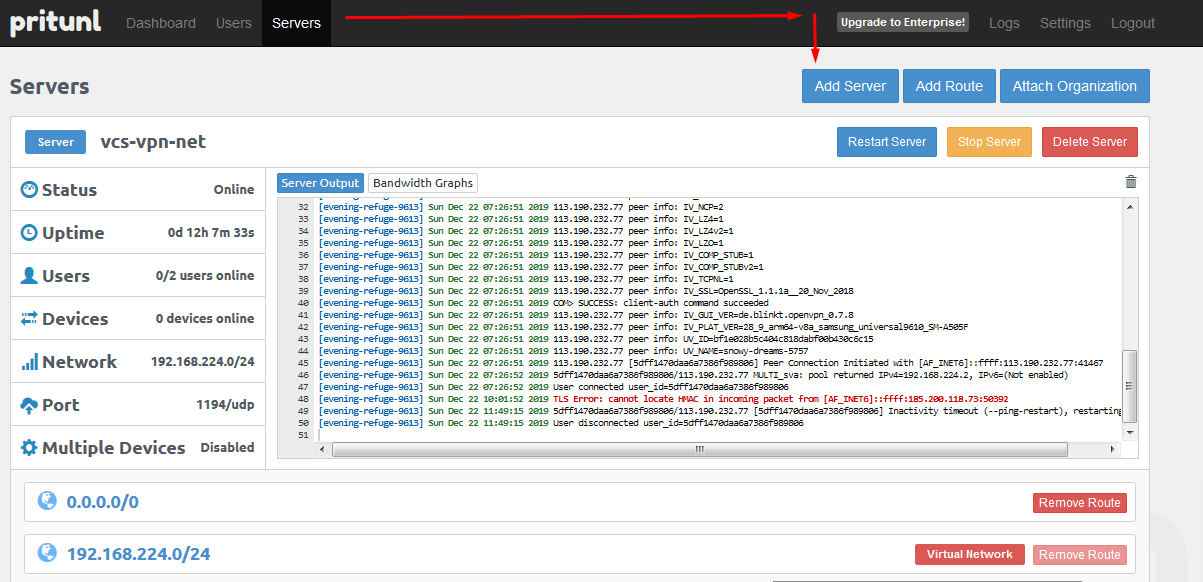 pritunl Dashboard Users Servers Upgrade to Enterprise! Logs Settings Logout
Servers Add Server Add Route Attach Organization
Server vcs-vpn-net Restart Server Stop Server Delete Server
Status Online
Uptime 0d 12h 7m 33s
Users 0/2 users online
Devices 0 devices online
Network 192.168.224.0/24
Port 1194/udp
Multiple Devices Disabled
Server Output Bandwidth Graphs
32 [evening-refuge-9613] Sun Dec 22 07:26:51 2019 113.190.232.77 peer info: IV_NCP=2
33 [evening-refuge-9613] Sun Dec 22 07:26:51 2019 113.190.232.77 peer info: IV_LZ4=1
34 [evening-refuge-9613] Sun Dec 22 07:26:51 2019 113.190.232.77 peer info: IV_LZ4v2=1
35 [evening-refuge-9613] Sun Dec 22 07:26:51 2019 113.190.232.77 peer info: IV_LZO=1
36 [evening-refuge-9613] Sun Dec 22 07:26:51 2019 113.190.232.77 peer info: IV_COMP_STUB=1
37 [evening-refuge-9613] Sun Dec 22 07:26:51 2019 113.190.232.77 peer info: IV_COMP_STUBv2=1
38 [evening-refuge-9613] Sun Dec 22 07:26:51 2019 113.190.232.77 peer info: IV_TCPNL=1
39 [evening-refuge-9613] Sun Dec 22 07:26:51 2019 113.190.232.77 peer info: IV_SSL=OpenSSL_1.1.1a__20_Nov_2018
40 [evening-refuge-9613] Sun Dec 22 07:26:51 2019 COM> SUCCESS: client-auth command succeeded
41 [evening-refuge-9613] Sun Dec 22 07:26:51 2019 113.190.232.77 peer info: IV_GUI_VER=de.blinkt.openvpn_0.7.8
42 [evening-refuge-9613] Sun Dec 22 07:26:51 2019 113.190.232.77 peer info: IV_PLAT_VER=28_9_arm64-v8a_samsung_universal9610_SM-A505F
43 [evening-refuge-9613] Sun Dec 22 07:26:51 2019 113.190.232.77 peer info: UV_ID=bf1e028b5c404c818dabf00b430c6c15
44 [evening-refuge-9613] Sun Dec 22 07:26:51 2019 113.190.232.77 peer info: UV_NAME=snowy-dreams-5757
45 [evening-refuge-9613] Sun Dec 22 07:26:51 2019 113.190.232.77 [5dff1470daa6a7386f989806] Peer Connection Initiated with [AF_INET6]::ffff:113.190.232.77:41467
46 [evening-refuge-9613] Sun Dec 22 07:26:52 2019 5dff1470daa6a7386f989806/113.190.232.77 MULTI_sva: pool returned IPv4=192.168.224.2, IPv6=(Not enabled)
47 [evening-refuge-9613] Sun Dec 22 07:26:52 2019 User connected user_id=5dff1470daa6a7386f989806
48 [evening-refuge-9613] Sun Dec 22 10:01:52 2019 TLS Error: cannot locate HMAC in incoming packet from [AF_INET6]::ffff:185.200.118.73:50392
49 [evening-refuge-9613] Sun Dec 22 11:49:15 2019 5dff1470daa6a7386f989806/113.190.232.77 [5dff1470daa6a7386f989806] Inactivity timeout (--ping-restart), restarting
50 [evening-refuge-9613] Sun Dec 22 11:49:15 2019 User disconnected user_id=5dff1470daa6a7386f989806
51
0.0.0.0/0 Remove Route
192.168.224.0/24 Virtual Network Remove Route